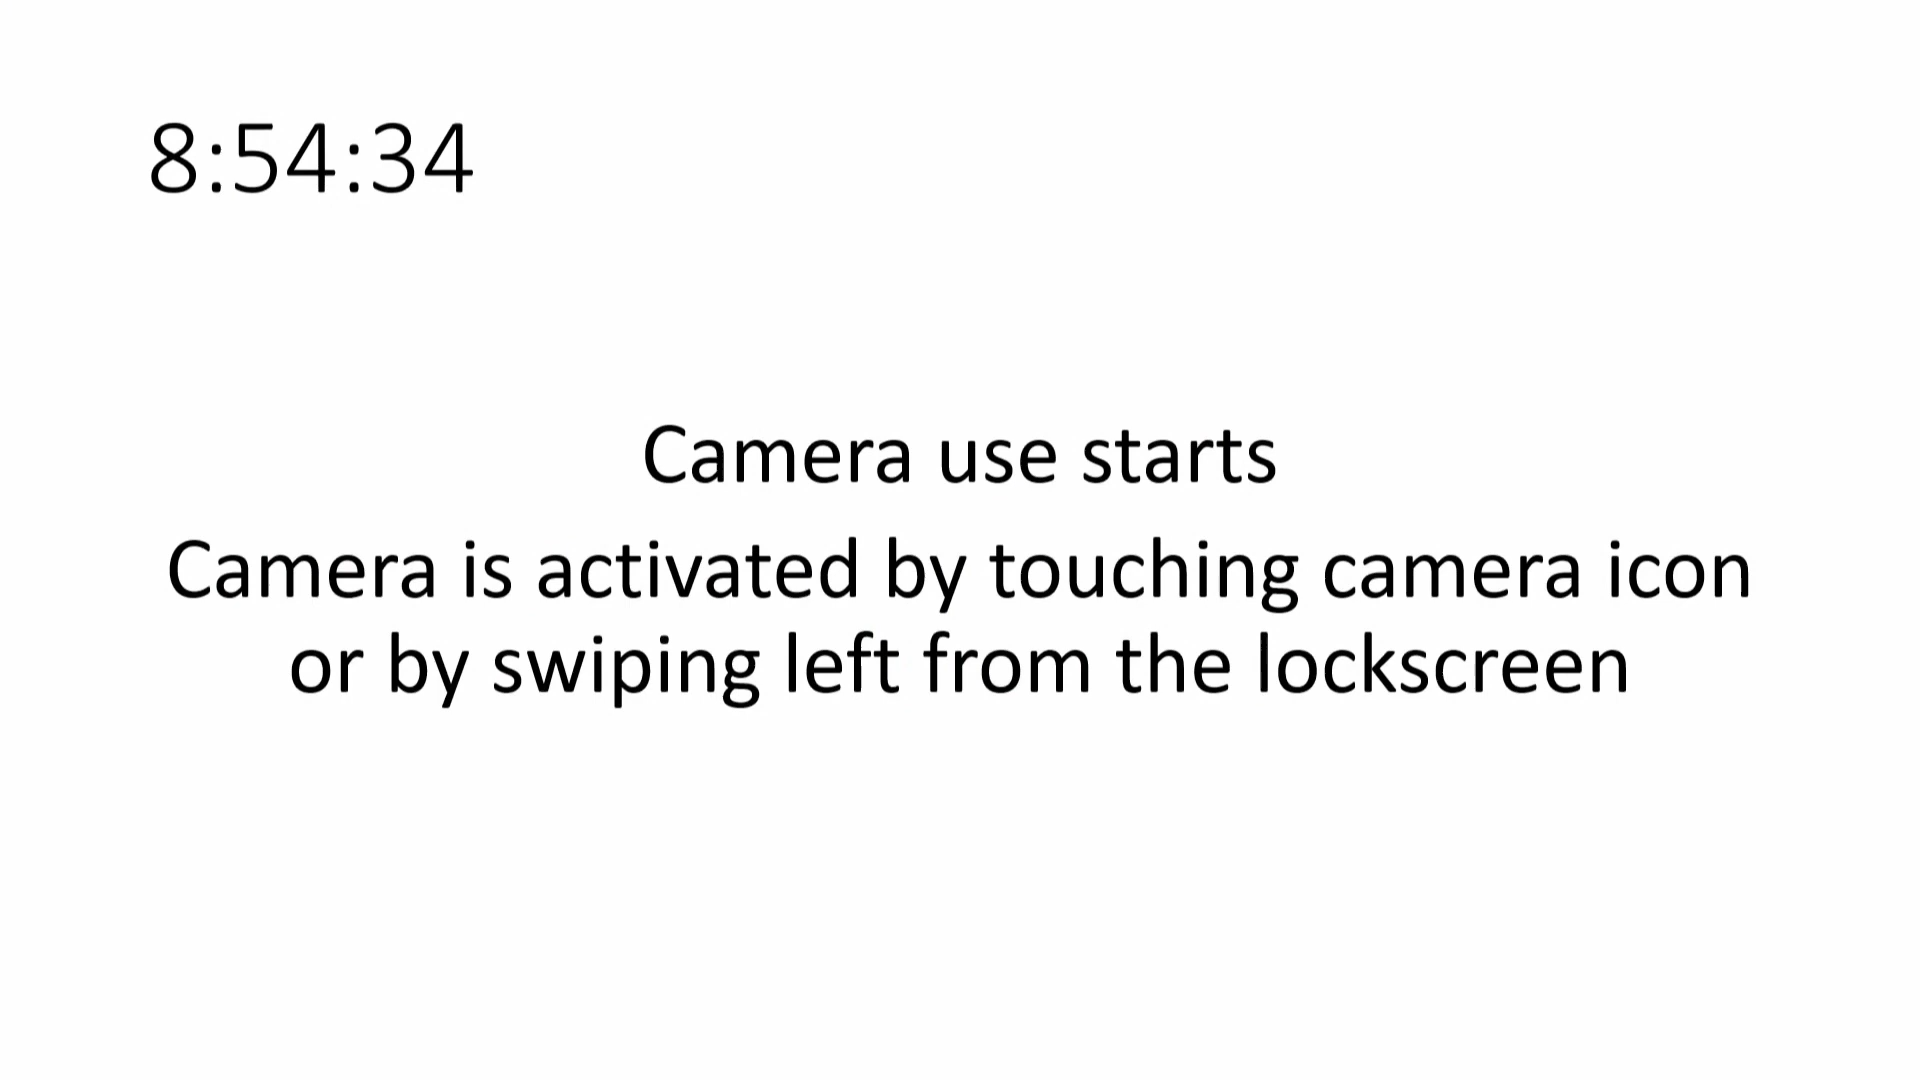 8:54:34
Camera use starts
Camera is activated by touching camera icon
or by swiping left from the lockscreen